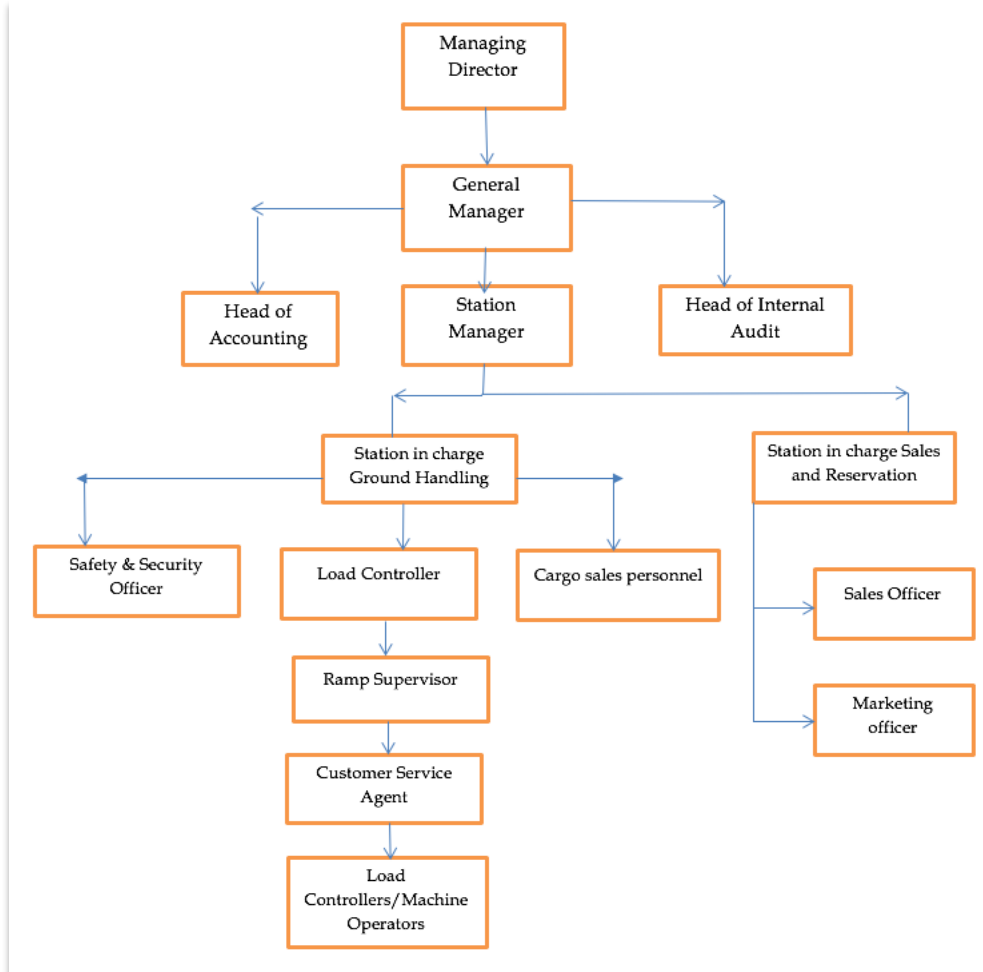 Managing
Director
General
Manager
Head of
Accounting
Station
Manager
Head of Internal
Audit
Station in charge
Ground Handling
Station in charge Sales
and Reservation
Safety & Security
Officer
Load Controller
Cargo sales personnel
Sales Officer
Ramp Supervisor
Marketing
officer
Customer Service
Agent
Load
Controllers/Machine
Operators